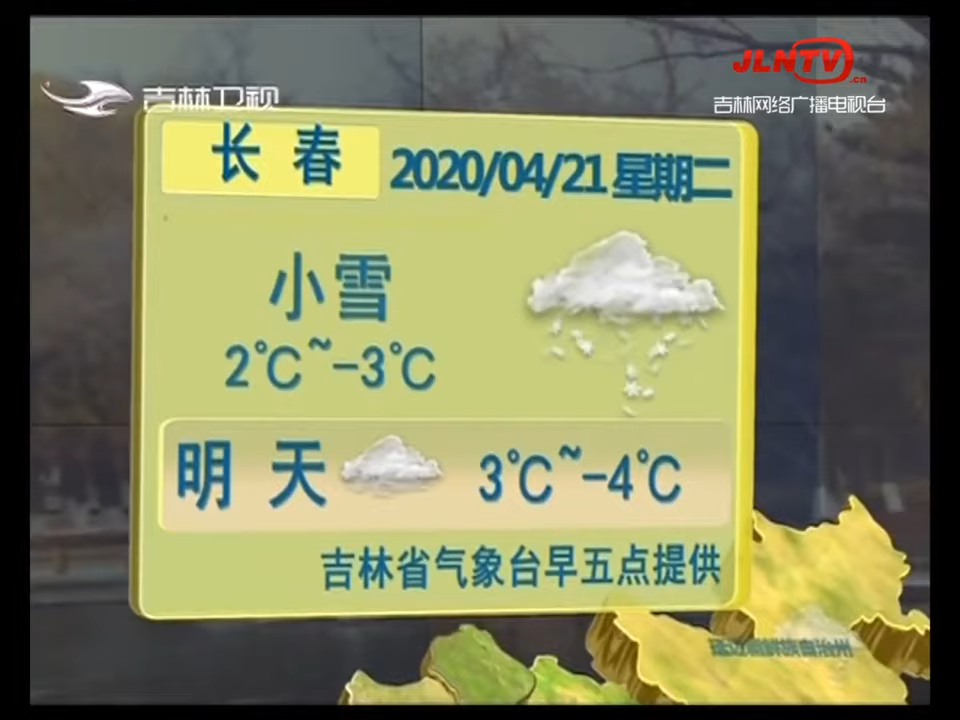 JLNTV.cn
吉林卫视
吉林网络广播电视台
长春 2020/04/21 星期二
小雪
2℃~-3℃
明天 3℃~-4℃
吉林省气象台早五点提供